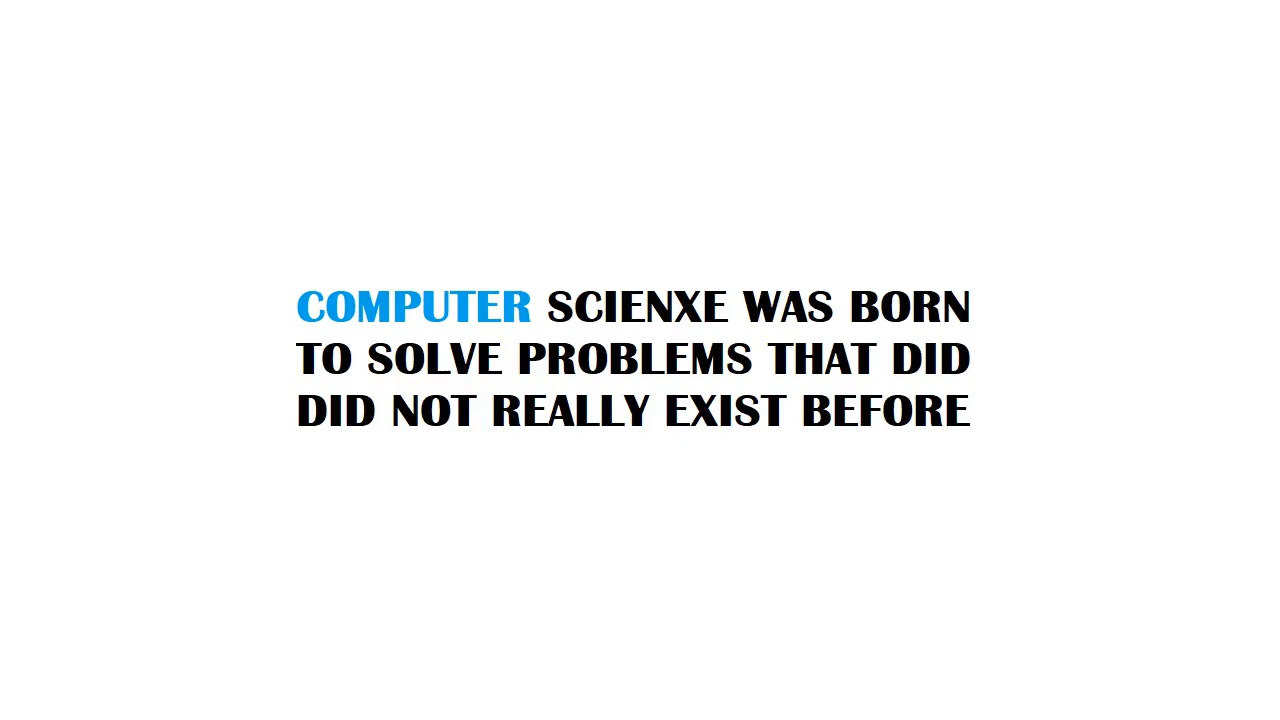 COMPUTER SCIENXE WAS BORN
TO SOLVE PROBLEMS THAT DID
DID NOT REALLY EXIST BEFORE